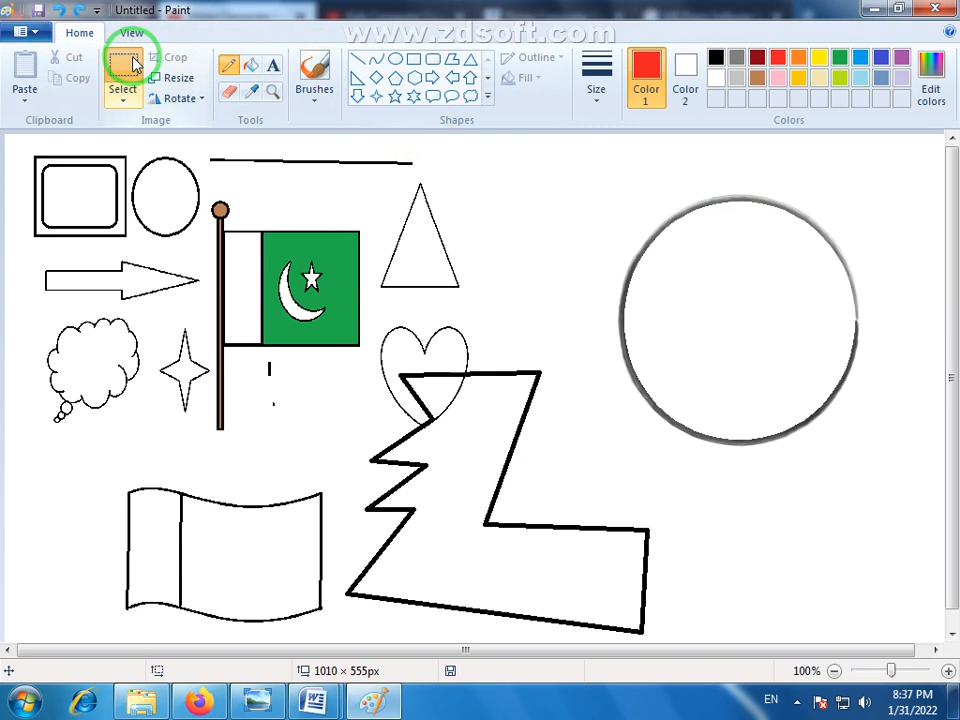 Untitled - Paint
www.zdsoft.com
Home
View
Paste
Cut
Copy
Clipboard
Select
Crop
Resize
Rotate
Image
A
Tools
Brushes
Outline
Fill
Shapes
Size
Color 1
Color 2
Edit colors
Colors
1010 × 555px
100%
EN
8:37 PM
1/31/2022